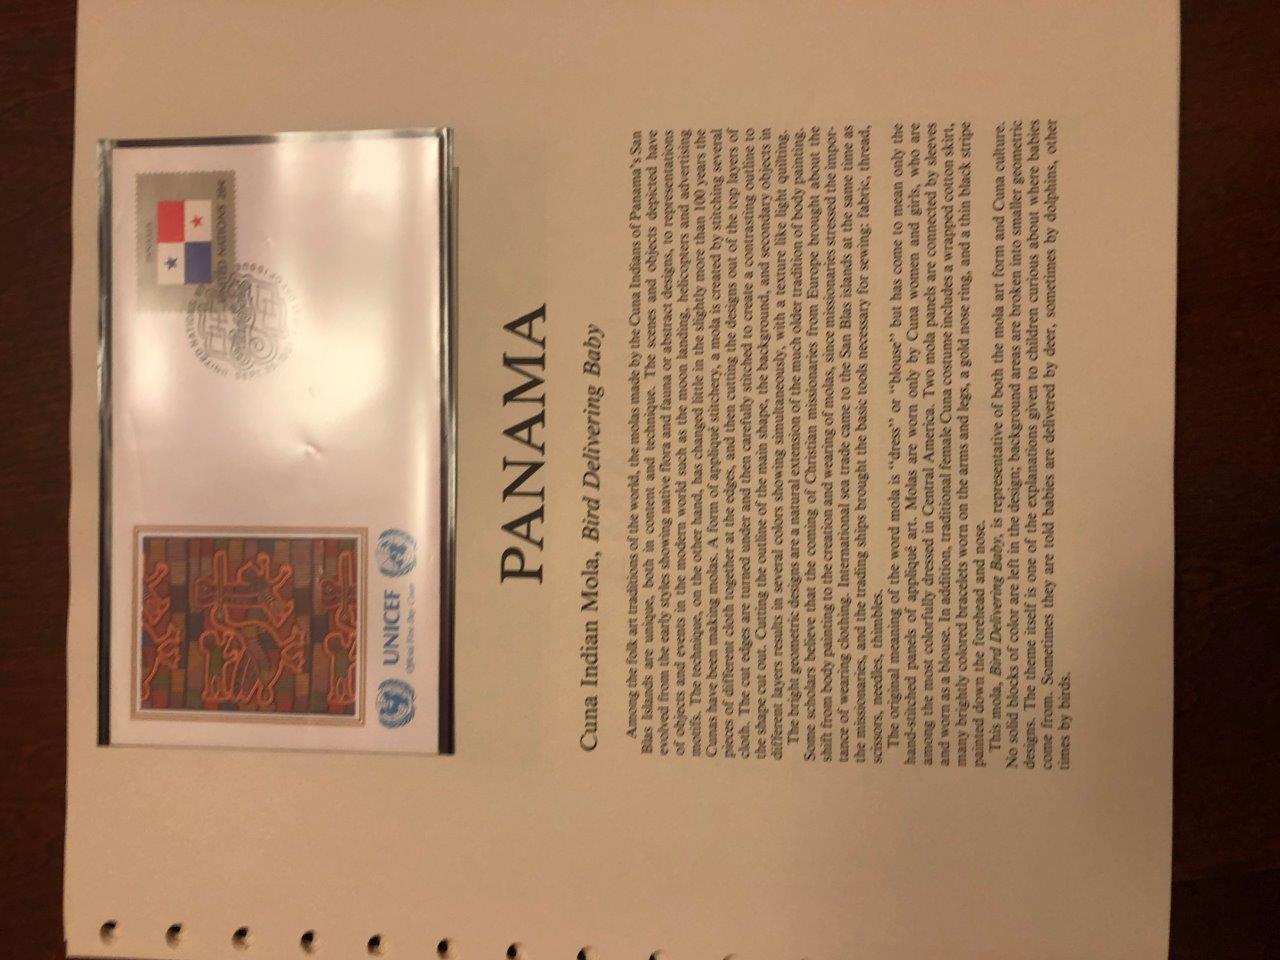 PANAMA
UNITED NATIONS 20¢
UNICEF
PANAMA
Cuna Indian Mola, Bird Delivering Baby
Among the folk art traditions of the world, the molas made by the Cuna Indians of Panama's San
Blas Islands are unique, both in content and technique. The scenes and objects depicted have
evolved from the early styles showing native flora and fauna or abstract designs, to representations
of objects and events in the modern world such as the moon landing, helicopters and advertising
motifs. The technique, on the other hand, has changed little in the slightly more than 100 years the
Cunas have been making molas. A form of appliqué stitchery, a mola is created by stitching several
pieces of different cloth together at the edges, and then cutting the designs out of the top layers of
cloth. The cut edges are turned under and then carefully stitched to create a contrasting outline to
the shape cut out. Cutting the outline of the main shape, the background, and secondary objects in
different layers results in several colors showing simultaneously, with a texture like light quilting.
The bright geometric designs are a natural extension of the much older tradition of body painting.
Some scholars believe that the coming of Christian missionaries from Europe brought about the
shift from body painting to the creation and wearing of molas, since missionaries stressed the impor-
tance of wearing clothing. International sea trade came to the San Blas islands at the same time as
the missionaries, and the trading ships brought the basic tools necessary for sewing: fabric, thread,
scissors, needles, thimbles.
The original meaning of the word mola is "dress" or "blouse" but has come to mean only the
hand-stitched panels of appliqué art. Molas are worn only by Cuna women and girls, who are
among the most colorfully dressed in Central America. Two mola panels are connected by sleeves
and worn as a blouse. In addition, traditional female Cuna costume includes a wrapped cotton skirt,
many brightly colored bracelets worn on the arms and legs, a gold nose ring, and a thin black stripe
painted down the forehead and nose.
This mola, Bird Delivering Baby, is representative of both the mola art form and Cuna culture.
No solid blocks of color are left in the design; background areas are broken into smaller geometric
designs. The theme itself is one of the explanations given to children curious about where babies
come from. Sometimes they are told babies are delivered by deer, sometimes by dolphins, other
times by birds.